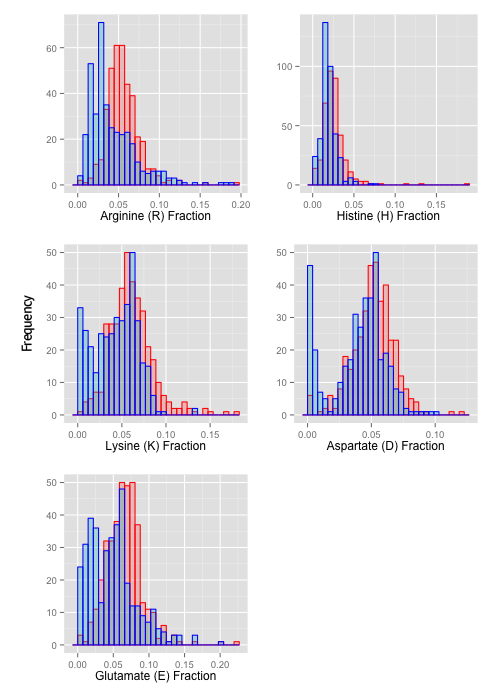 60
40
20
0
0.00 0.05 0.10 0.15 0.20
Arginine (R) Fraction
100
50
0
0.00 0.05 0.10 0.15
Histine (H) Fraction
Frequency
50
40
30
20
10
0
0.00 0.05 0.10 0.15
Lysine (K) Fraction
50
40
30
20
10
0
0.00 0.05 0.10
Aspartate (D) Fraction
50
40
30
20
10
0
0.00 0.05 0.10 0.15 0.20
Glutamate (E) Fraction